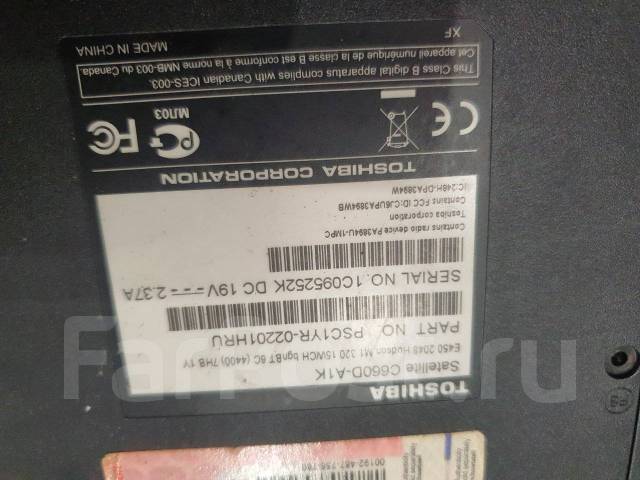 TOSHIBA
Satellite C660D-A1K
E450 2048 Hudson M1 320 15WCH bgnBT 6C (4400) 7HB 1Y
PART NO. PSC1YR-02201HRU
SERIAL NO. 1C095252K DC 19V 2.37A
Contains radio device PA3894U-1MPC
Toshiba corporation
Contains FCC ID:CJ6UPA3894WB
IC:248H-DPA3894W
TOSHIBA CORPORATION
CE
МЛ03
FC
This Class B digital apparatus complies with Canadian ICES-003.
Cet appareil numérique de la classe B est conforme à la norme NMB-003 du Canada.
MADE IN CHINA
XF